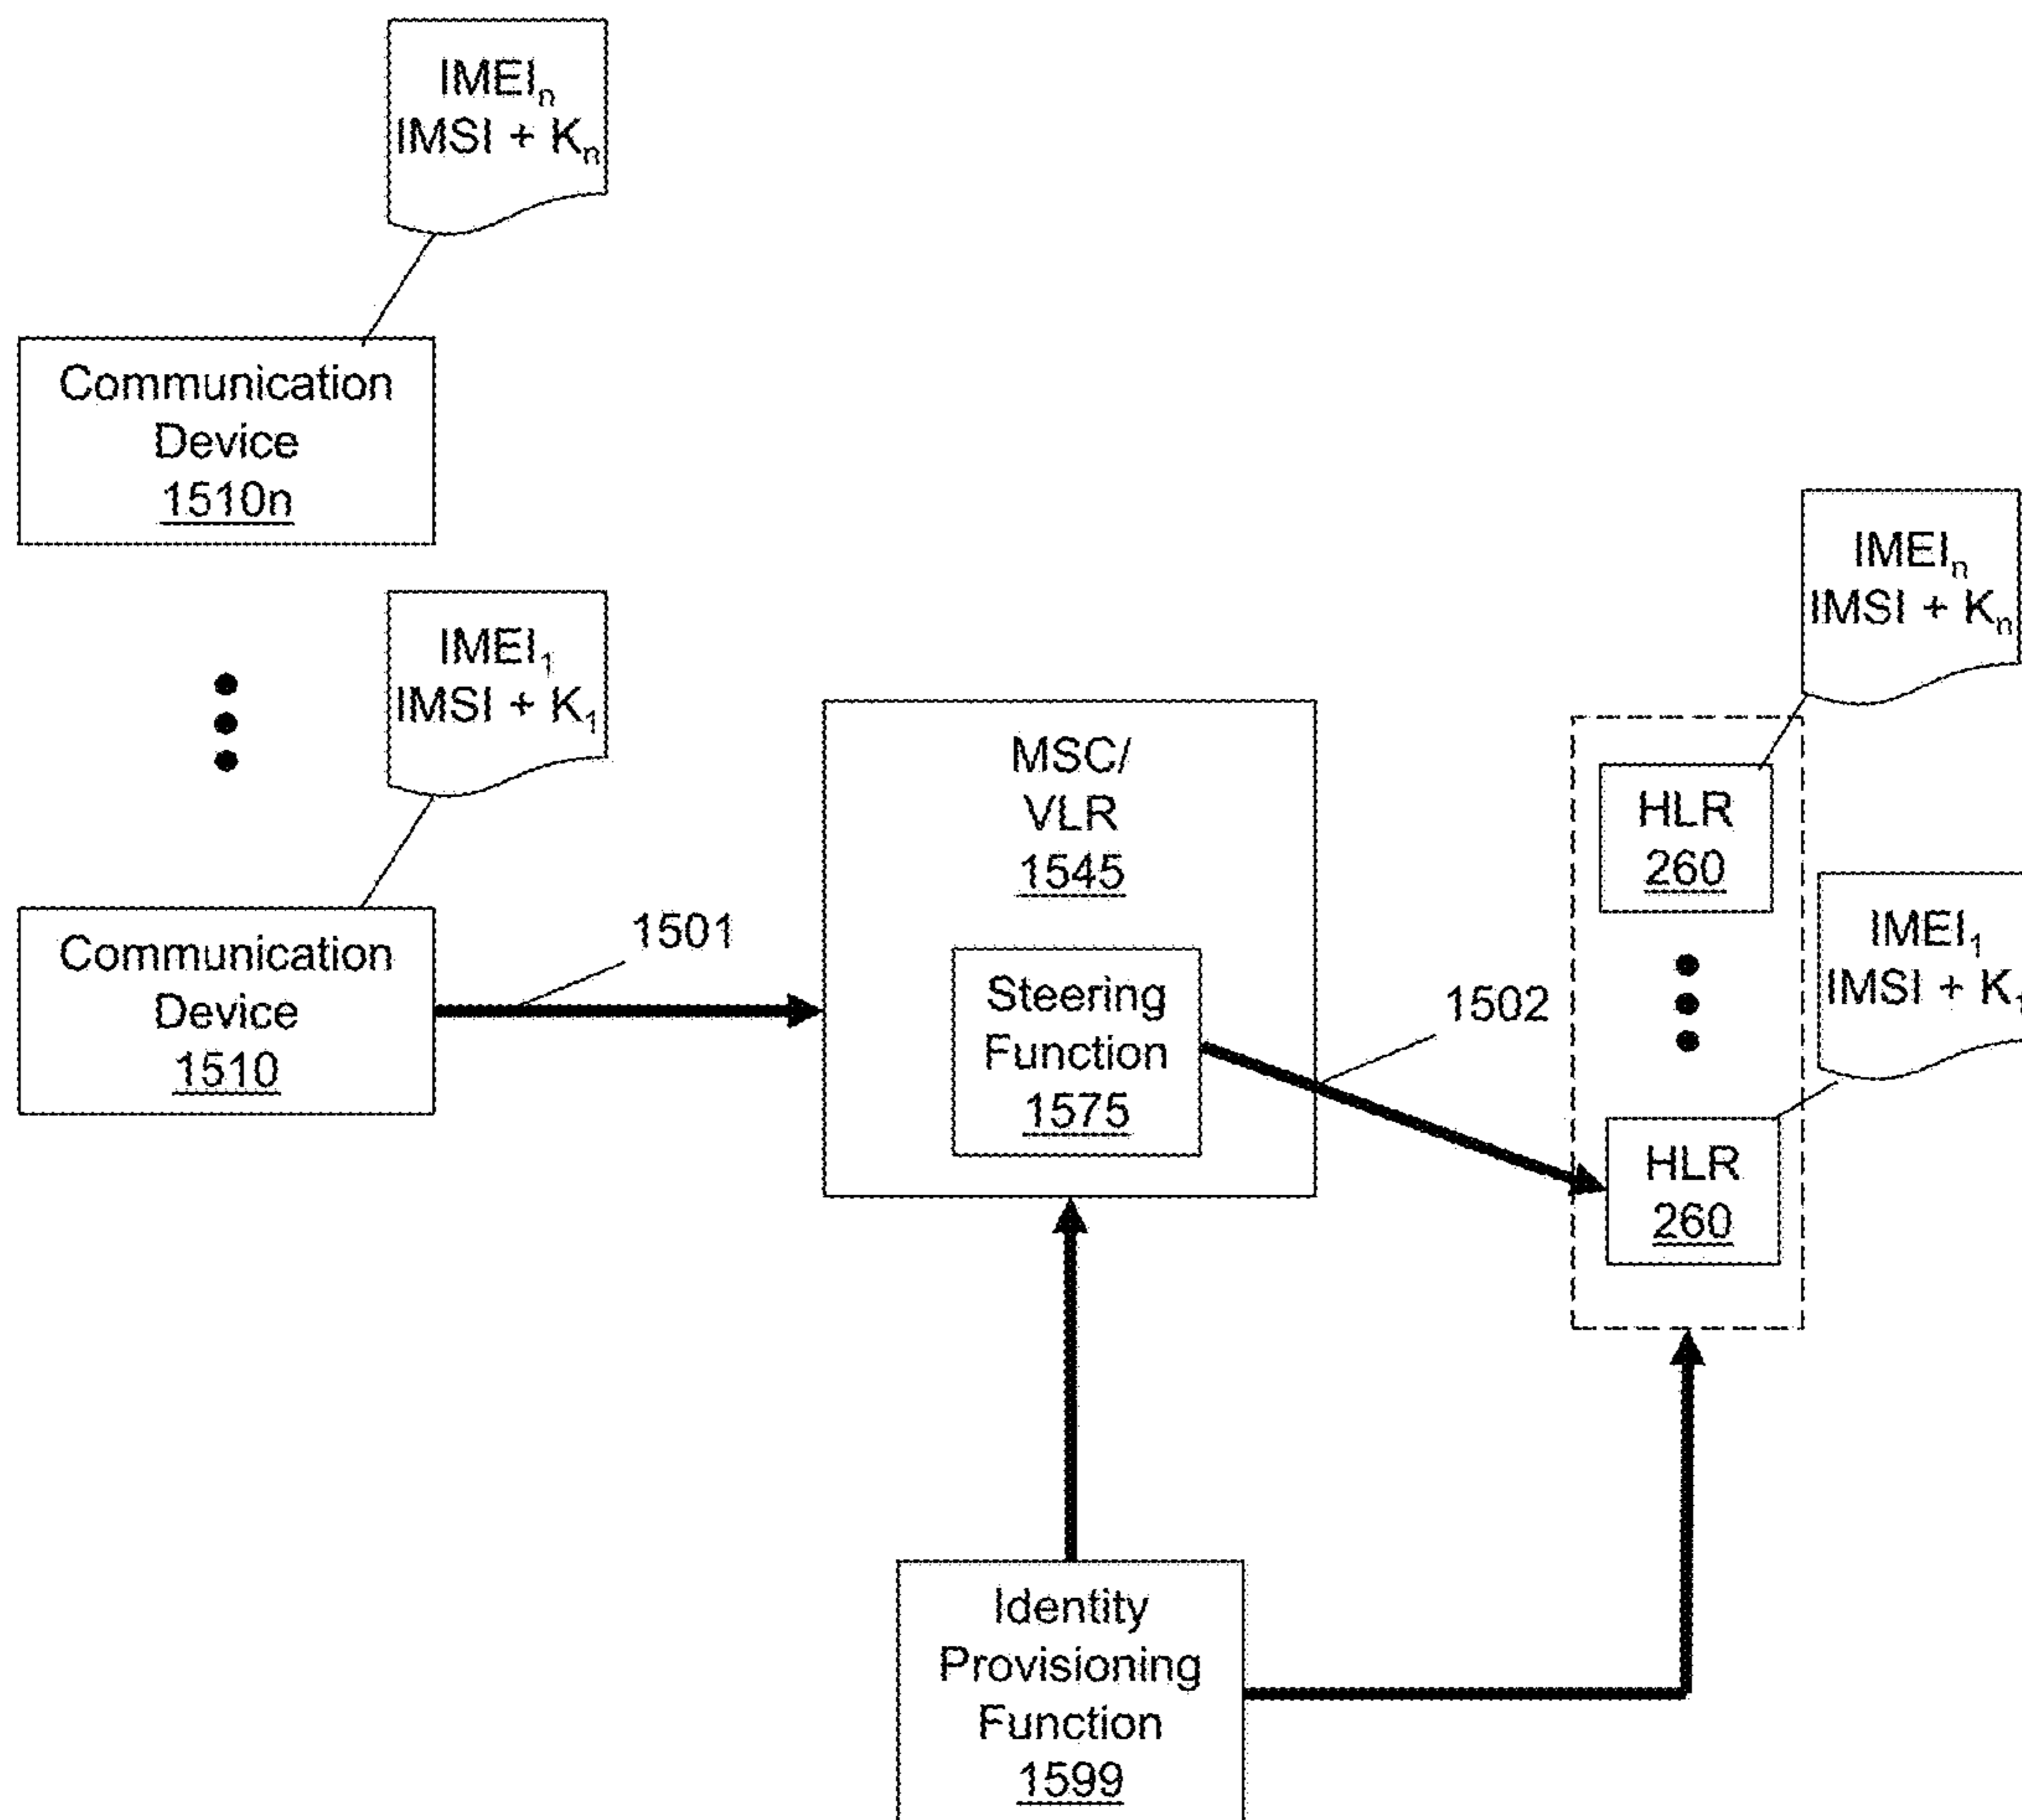 IMEIn
IMSI + Kn
Communication
Device
1510n
IMEI1
IMSI + K1
Communication
Device
1510
1501
MSC/
VLR
1545
Steering
Function
1575
1502
IMEIn
IMSI + Kn
HLR
260
IMEI1
IMSI + K1
HLR
260
Identity
Provisioning
Function
1599